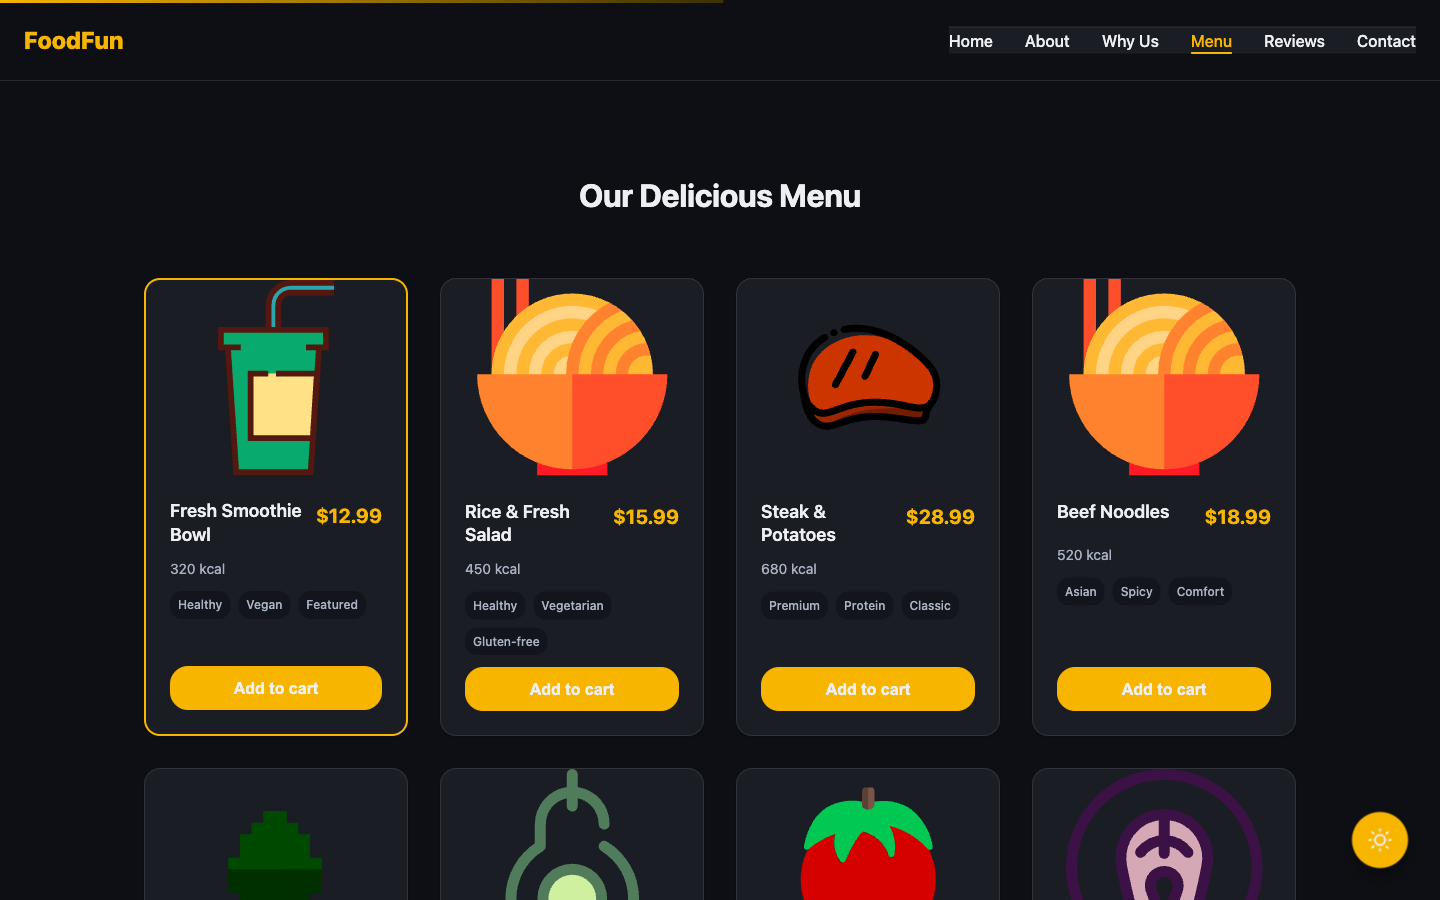 FoodFun
Home
About
Why Us
Menu
Reviews
Contact
Our Delicious Menu
Fresh Smoothie
Bowl
$12.99
320 kcal
Healthy
Vegan
Featured
Add to cart
Rice & Fresh
Salad
$15.99
450 kcal
Healthy
Vegetarian
Gluten-free
Add to cart
Steak &
Potatoes
$28.99
680 kcal
Premium
Protein
Classic
Add to cart
Beef Noodles
$18.99
520 kcal
Asian
Spicy
Comfort
Add to cart